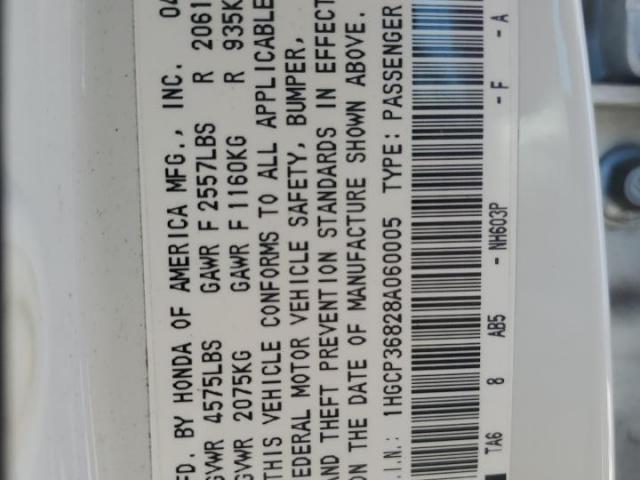 FD. BY HONDA OF AMERICA MFG., INC. 04
GVWR 4575LBS GAWR F 2557LBS R 2061
GVWR 2075KG GAWR F 1160KG R 935K
THIS VEHICLE CONFORMS TO ALL APPLICABLE
EDERAL MOTOR VEHICLE SAFETY, BUMPER,
AND THEFT PREVENTION STANDARDS IN EFFECT
ON THE DATE OF MANUFACTURE SHOWN ABOVE.
.I.N.: 1HGCP36828A060005 TYPE: PASSENGER
TA6 8 AB5 - NH603P - F - A